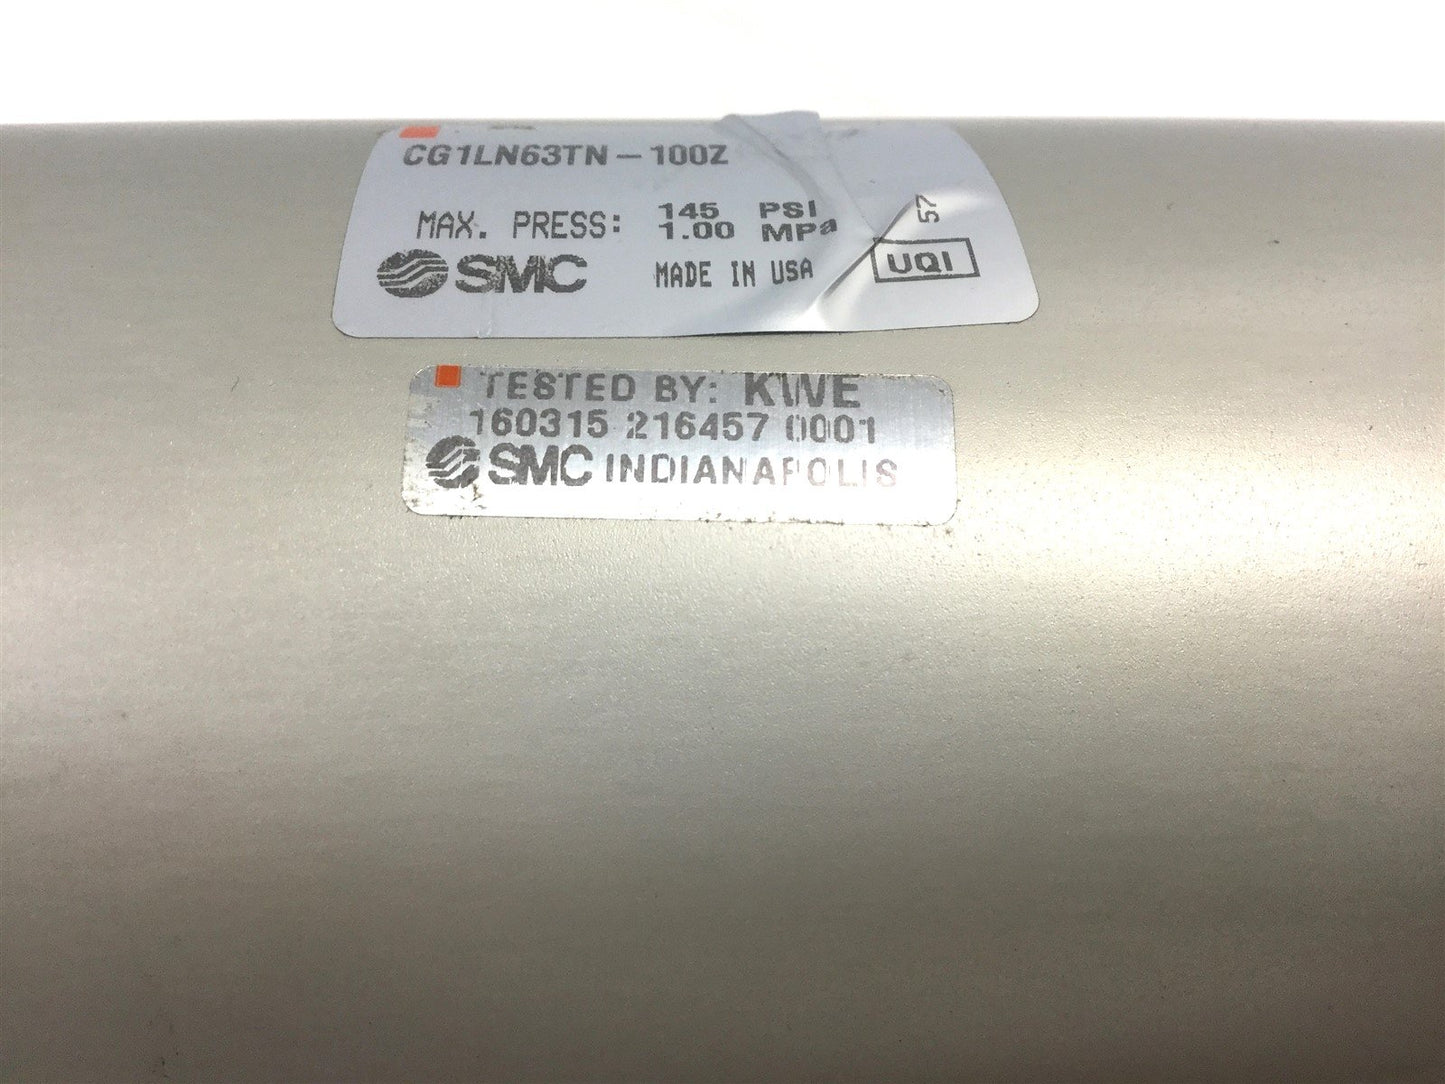 CG1LN63TN-100Z
MAX. PRESS: 145 PSI
1.00 MPa
57
SMC MADE IN USA UQI
TESTED BY: KWE
160315 216457 0001
SMC INDIANAPOLIS